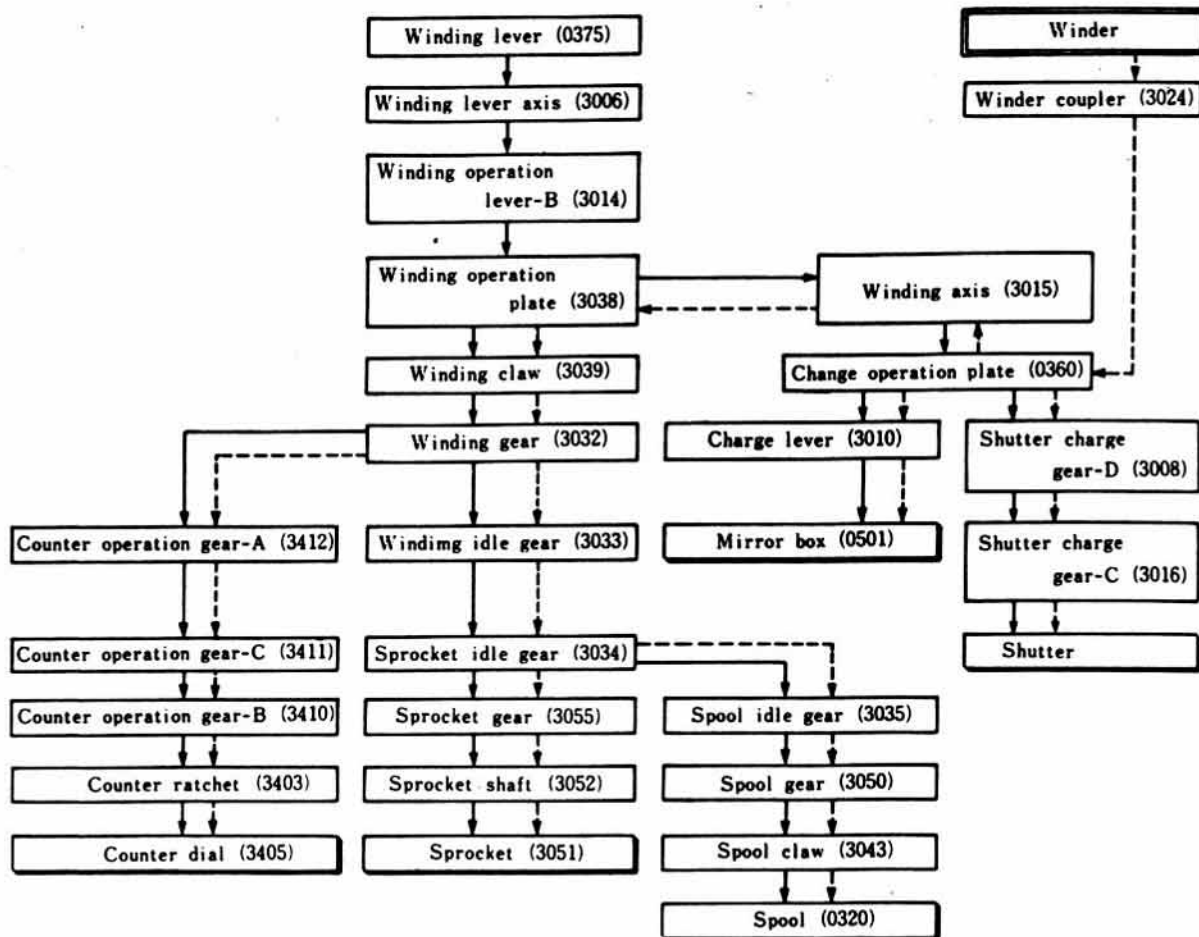 Winding lever (0375)
Winder
Winding lever axis (3006)
Winder coupler (3024)
Winding operation
lever-B (3014)
Winding operation
plate (3038)
Winding axis (3015)
Winding claw (3039)
Change operation plate (0360)
Winding gear (3032)
Charge lever (3010)
Shutter charge
gear-D (3008)
Counter operation gear-A (3412)
Windimg idle gear (3033)
Mirror box (0501)
Shutter charge
gear-C (3016)
Counter operation gear-C (3411)
Sprocket idle gear (3034)
Shutter
Counter operation gear-B (3410)
Sprocket gear (3055)
Spool idle gear (3035)
Counter ratchet (3403)
Sprocket shaft (3052)
Spool gear (3050)
Counter dial (3405)
Sprocket (3051)
Spool claw (3043)
Spool (0320)